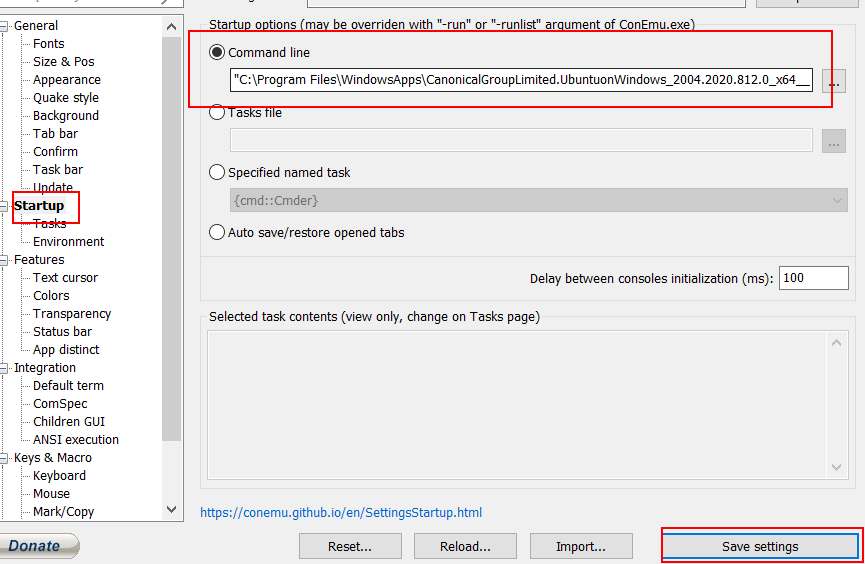 General
Fonts
Size & Pos
Appearance
Quake style
Background
Tab bar
Confirm
Task bar
Update
Startup
Tasks
Environment
Features
Text cursor
Colors
Transparency
Status bar
App distinct
Integration
Default term
ComSpec
Children GUI
ANSI execution
Keys & Macro
Keyboard
Mouse
Mark/Copy
Donate
Startup options (may be overriden with "-run" or "-runlist" argument of ConEmu.exe)
Command line
"C:\Program Files\WindowsApps\CanonicalGroupLimited.UbuntuonWindows_2004.2020.812.0_x64__
...
Tasks file
...
Specified named task
{cmd::Cmder}
Auto save/restore opened tabs
Delay between consoles initialization (ms): 100
Selected task contents (view only, change on Tasks page)
https://conemu.github.io/en/SettingsStartup.html
Reset... Reload... Import... Save settings